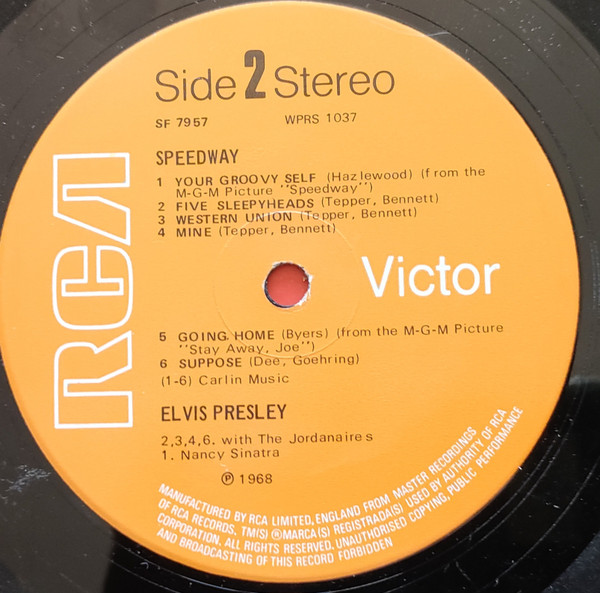 Side 2 Stereo
SF 7957 WPRS 1037
SPEEDWAY
1 YOUR GROOVY SELF (Hazlewood) (from the
M-G-M Picture ''Speedway'')
2 FIVE SLEEPYHEADS (Tepper, Bennett)
3 WESTERN UNION (Tepper, Bennett)
4 MINE (Tepper, Bennett)
RCA Victor
5 GOING HOME (Byers) (from the M-G-M Picture
''Stay Away, Joe'')
6 SUPPOSE (Dee, Goehring)
(1-6) Carlin Music
ELVIS PRESLEY
2,3,4,6. with The Jordanaires
1. Nancy Sinatra
℗ 1968
MANUFACTURED BY RCA LIMITED, ENGLAND FROM MASTER RECORDINGS
OF RCA RECORDS. TM(S) ® MARCA(S) REGISTRADA(S) USED BY AUTHORITY OF RCA
CORPORATION. ALL RIGHTS RESERVED. UNAUTHORISED COPYING, PUBLIC PERFORMANCE
AND BROADCASTING OF THIS RECORD FORBIDDEN